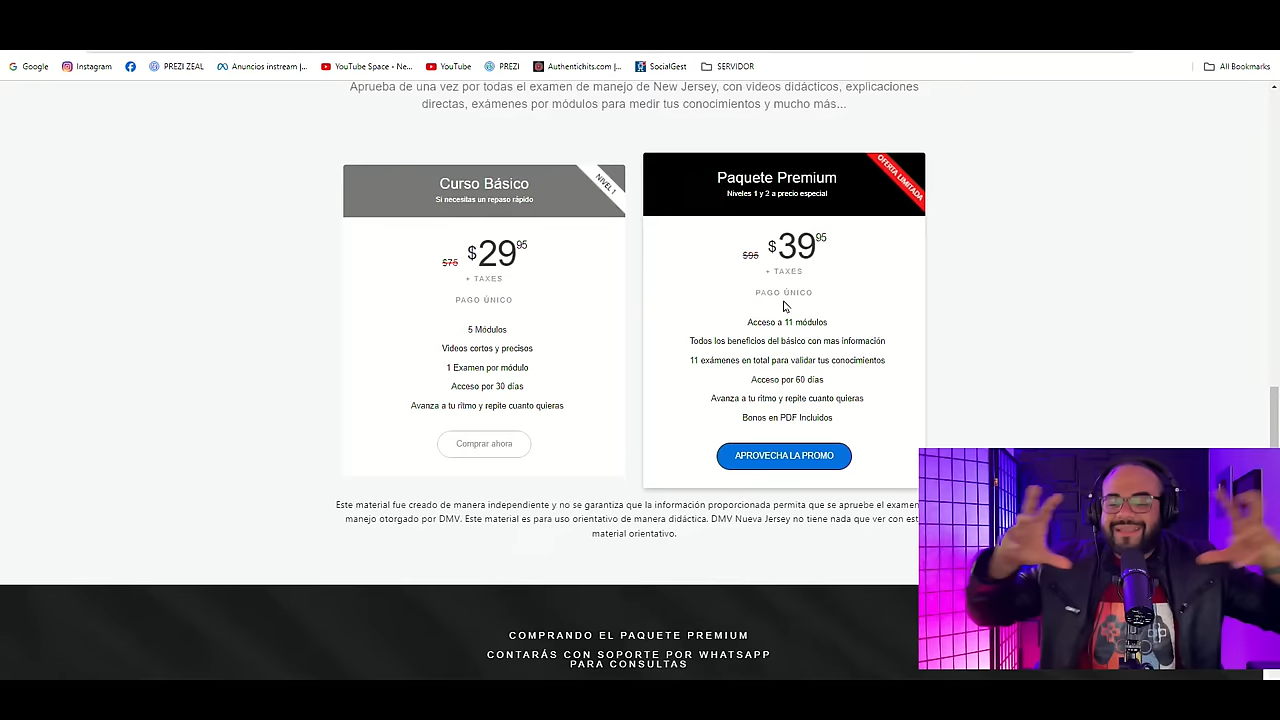 Google
Instagram
PREZI ZEAL
Anuncios instream |...
YouTube Space - Ne...
YouTube
PREZI
Authentichits.com |...
SocialGest
SERVIDOR
All Bookmarks
Aprueba de una vez por todas el examen de manejo de New Jersey, con videos didácticos, explicaciones
directas, exámenes por módulos para medir tus conocimientos y mucho más...
Curso Básico
Si necesitas un repaso rápido
NIVEL 1
$75 $29 95
+ TAXES
PAGO ÚNICO
5 Módulos
Videos cortos y precisos
1 Examen por módulo
Acceso por 30 días
Avanza a tu ritmo y repite cuanto quieras
Comprar ahora
Paquete Premium
Niveles 1 y 2 a precio especial
OFERTA LIMITADA
$95 $39 95
+ TAXES
PAGO ÚNICO
Acceso a 11 módulos
Todos los beneficios del básico con mas información
11 exámenes en total para validar tus conocimientos
Acceso por 60 días
Avanza a tu ritmo y repite cuanto quieras
Bonos en PDF Incluidos
APROVECHA LA PROMO
Este material fue creado de manera independiente y no se garantiza que la información proporcionada permita que se apruebe el examen
manejo otorgado por DMV. Este material es para uso orientativo de manera didáctica. DMV Nueva Jersey no tiene nada que ver con est
material orientativo.
COMPRANDO EL PAQUETE PREMIUM
CONTARÁS CON SOPORTE POR WHATSAPP
PARA CONSULTAS